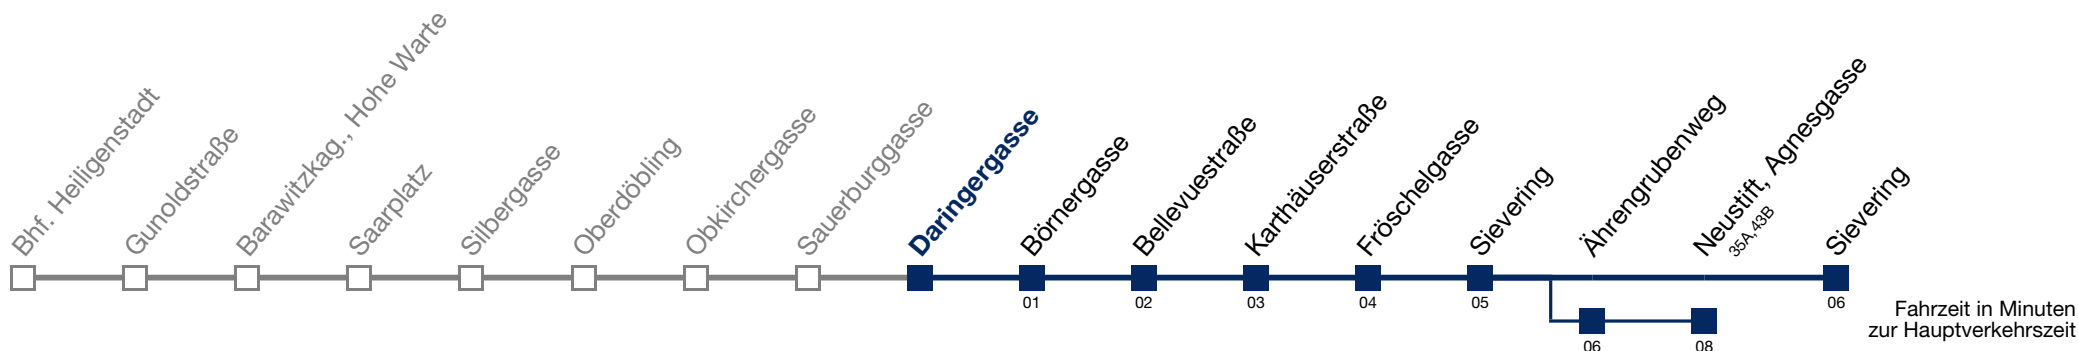 Bhf. Heiligenstadt
Gunoldstraße
Barawitzkag., Hohe Warte
Saarplatz
Silbergasse
Oberdöbling
Obkirchergasse
Sauerburggasse
Daringergasse
Börnergasse
Bellevuestraße
Karthäuserstraße
Fröschelgasse
Sievering
Ährengrubenweg
Neustift, Agnesgasse
35A,43B
Sievering
01
02
03
04
05
06
06
08
Fahrzeit in Minuten
zur Hauptverkehrszeit